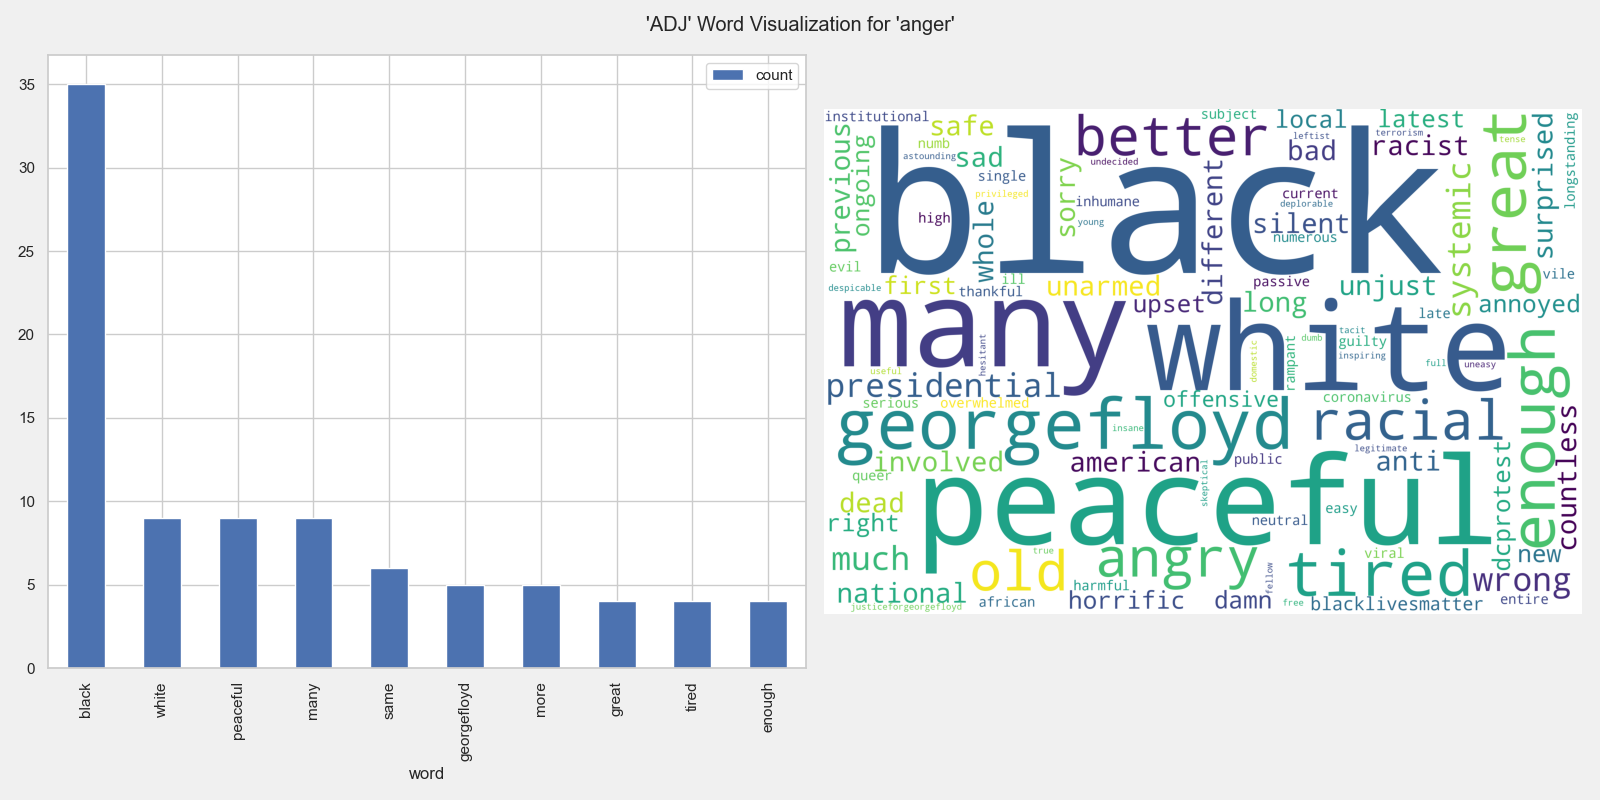 'ADJ' Word Visualization for 'anger'
count
35
30
25
20
15
10
5
0
black
white
peaceful
many
same
georgefloyd
more
great
tired
enough
word
institutional
safe
numb
astounding
sad
single
privileged
high
previous
ongoing
whole
sorry
better
undecided
inhumane
young
subject
local
leftist
bad
latest
terrorism
racist
current
deplorable
silent
numerous
different
black
systemic
great
tense
surprised
longstanding
evil
despicable
first
thankful
ill
unarmed
passive
unjust
vile
annoyed
many
hesitant
useful
upset
long
late
white
tacit
guilty
inspiring
dumb
domestic
rampant
full
uneasy
presidential
serious
overwhelmed
offensive
coronavirus
enough
georgefloyd
insane
racial
countless
involved
queer
american
skeptical
public
legitimate
anti
dcprotest
dead
right
peaceful
easy
neutral
much
old
true
angry
viral
tired
new
wrong
national
harmful
fellow
justiceforgeorgefloyd
african
horrific
damn
free
blacklivesmatter
entire